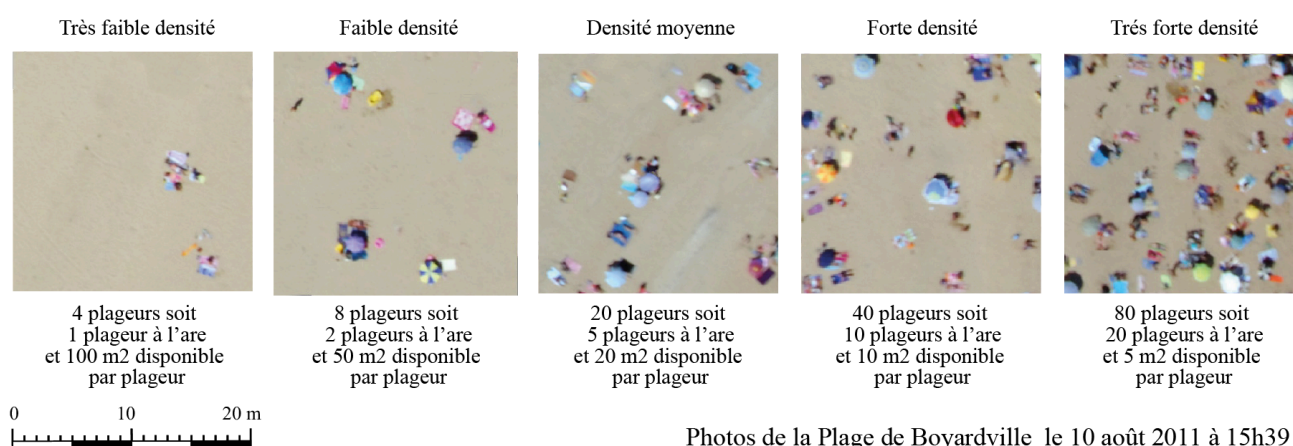 Très faible densité
Faible densité
Densité moyenne
Forte densité
Trés forte densité
4 plageurs soit
1 plageur à l’are
et 100 m2 disponible
par plageur
8 plageurs soit
2 plageurs à l’are
et 50 m2 disponible
par plageur
20 plageurs soit
5 plageurs à l’are
et 20 m2 disponible
par plageur
40 plageurs soit
10 plageurs à l’are
et 10 m2 disponible
par plageur
80 plageurs soit
20 plageurs à l’are
et 5 m2 disponible
par plageur
0 10 20 m
Photos de la Plage de Boyardville le 10 août 2011 à 15h39